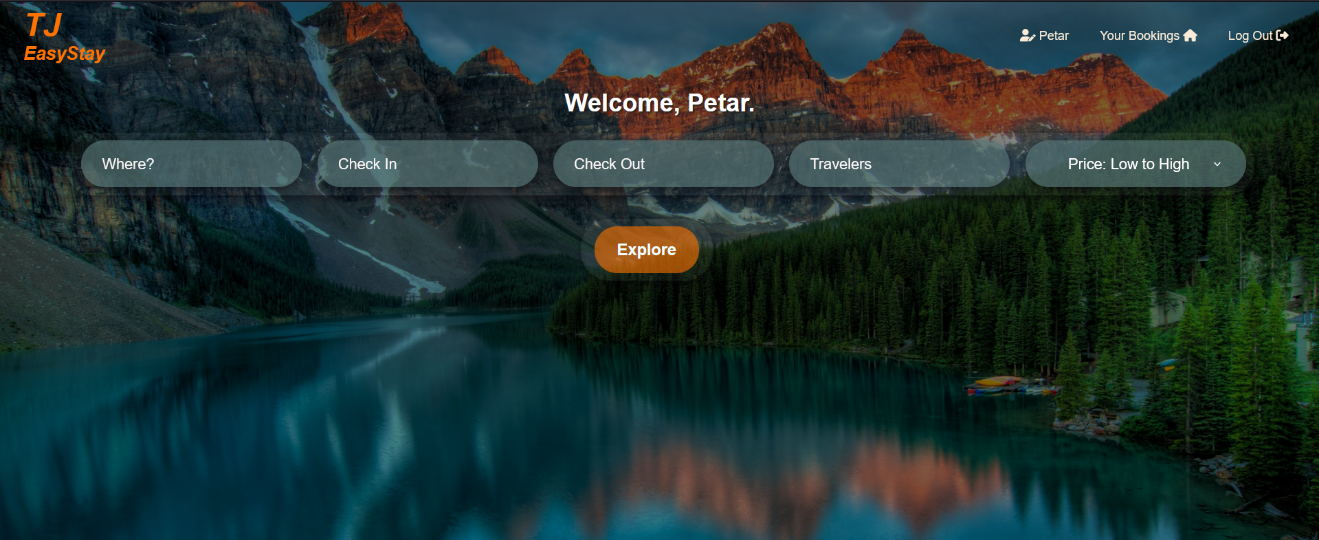 TJ
EasyStay
Petar
Your Bookings
Log Out
Welcome, Petar.
Where?
Check In
Check Out
Travelers
Price: Low to High
Explore